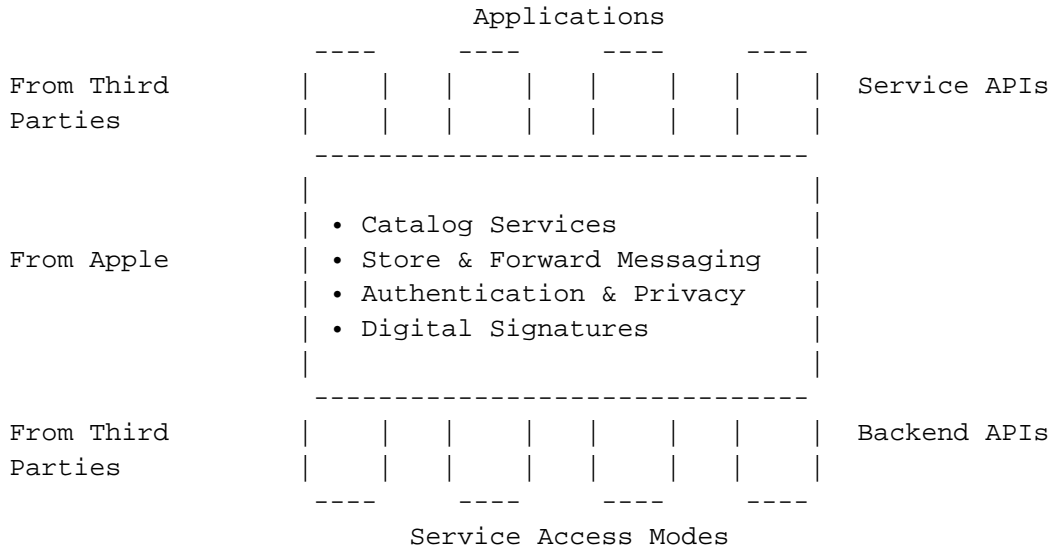 Applications
From Third Service APIs
Parties
• Catalog Services
From Apple • Store & Forward Messaging
• Authentication & Privacy
• Digital Signatures
From Third Backend APIs
Parties
Service Access Modes